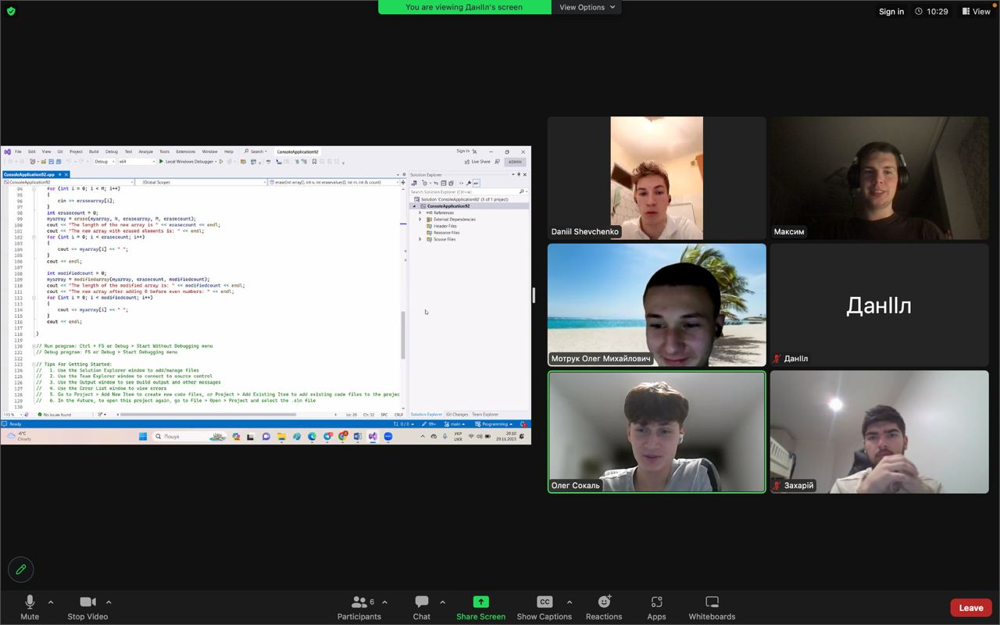 You are viewing ДанІІл's screen
View Options
Sign in
10:29
View
File Edit View Git Project Build Debug Test Analyze Tools Extensions Window Help Search ConsoleApplication92
Sign in
Debug x64 Local Windows Debugger
Live Share ADMIN
ConsoleApplication92.cpp
ConsoleApplication92 (Global Scope) erase(int array[], int n, int erasevalues[], int m, int & count)
94 for (int i = 0; i < M; i++)
95 {
96 cin >> erasearray[i];
97 }
98 int erasecount = 0;
99 myarray = erase(myarray, N, erasearray, M, erasecount);
100 cout << "The length of the new array is " << erasecount << endl;
101 cout << "The new array with erased elements is: " << endl;
102 for (int i = 0; i < erasecount; i++)
103 {
104 cout << myarray[i] << " ";
105 }
106 cout << endl;
107
108 int modifiedcount = 0;
109 myarray = modifiedarray(myarray, erasecount, modifiedcount);
110 cout << "The length of the modified array is: " << modifiedcount << endl;
111 cout << "The new array after adding 0 before even numbers: " << endl;
112 for (int i = 0; i < modifiedcount; i++)
113 {
114 cout << myarray[i] << " ";
115 }
116 cout << endl;
117
118 }
119
120 // Run program: Ctrl + F5 or Debug > Start Without Debugging menu
121 // Debug program: F5 or Debug > Start Debugging menu
122
123 // Tips for Getting Started:
124 // 1. Use the Solution Explorer window to add/manage files
125 // 2. Use the Team Explorer window to connect to source control
126 // 3. Use the Output window to see build output and other messages
127 // 4. Use the Error List window to view errors
128 // 5. Go to Project > Add New Item to create new code files, or Project > Add Existing Item to add existing code files to the projec
129 // 6. In the future, to open this project again, go to File > Open > Project and select the .sln file
130
No issues found Ln: 26 Ch: 32 SPC CRLF
Solution Explorer
Search Solution Explorer (Ctrl+ж)
Solution 'ConsoleApplication92' (1 of 1 project)
ConsoleApplication92
References
External Dependencies
Header Files
Resource Files
Source Files
Solution Explorer Git Changes Team Explorer
Ready 0 / 0 99+ main Programming
-6°C
Cloudy
Пошук
УКР
UKR
20:10
29.11.2023
Daniil Shevchenko
Максим
Мотрук Олег Михайлович
ДанІІл
ДанІІл
Олег Сокаль
Захарій
Mute
Stop Video
Participants 6
Chat
Share Screen
CC
Show Captions
Reactions
Apps
Whiteboards
Leave